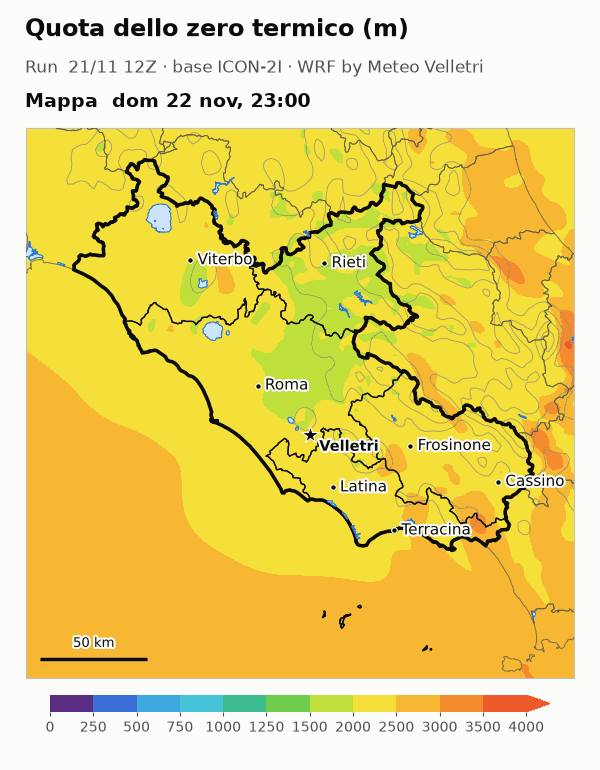 Quota dello zero termico (m)
Run 21/11 12Z · base ICON-2I · WRF by Meteo Velletri
Mappa dom 22 nov, 23:00
Viterbo
Rieti
Roma
Velletri
Frosinone
Latina
Cassino
Terracina
50 km
0 250 500 750 1000 1250 1500 2000 2500 3000 3500 4000